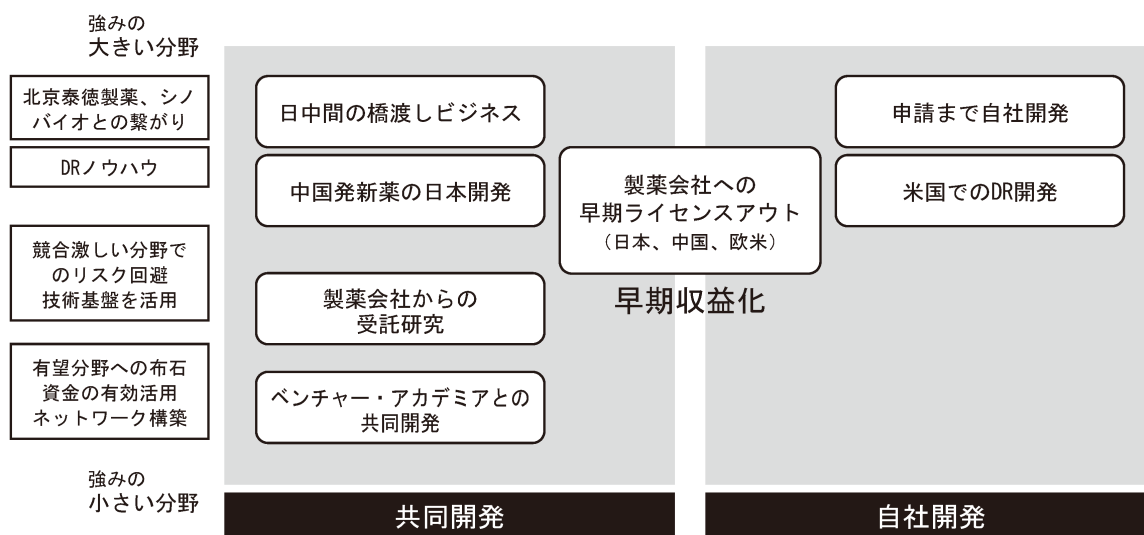 強みの
大きい分野
北京泰徳製薬、シノ
バイオとの繋がり
DRノウハウ
競合激しい分野で
のリスク回避
技術基盤を活用
有望分野への布石
資金の有効活用
ネットワーク構築
強みの
小さい分野
日中間の橋渡しビジネス
中国発新薬の日本開発
製薬会社からの
受託研究
ベンチャー・アカデミアとの
共同開発
製薬会社への
早期ライセンスアウト
（日本、中国、欧米）
早期収益化
申請まで自社開発
米国でのDR開発
共同開発
自社開発